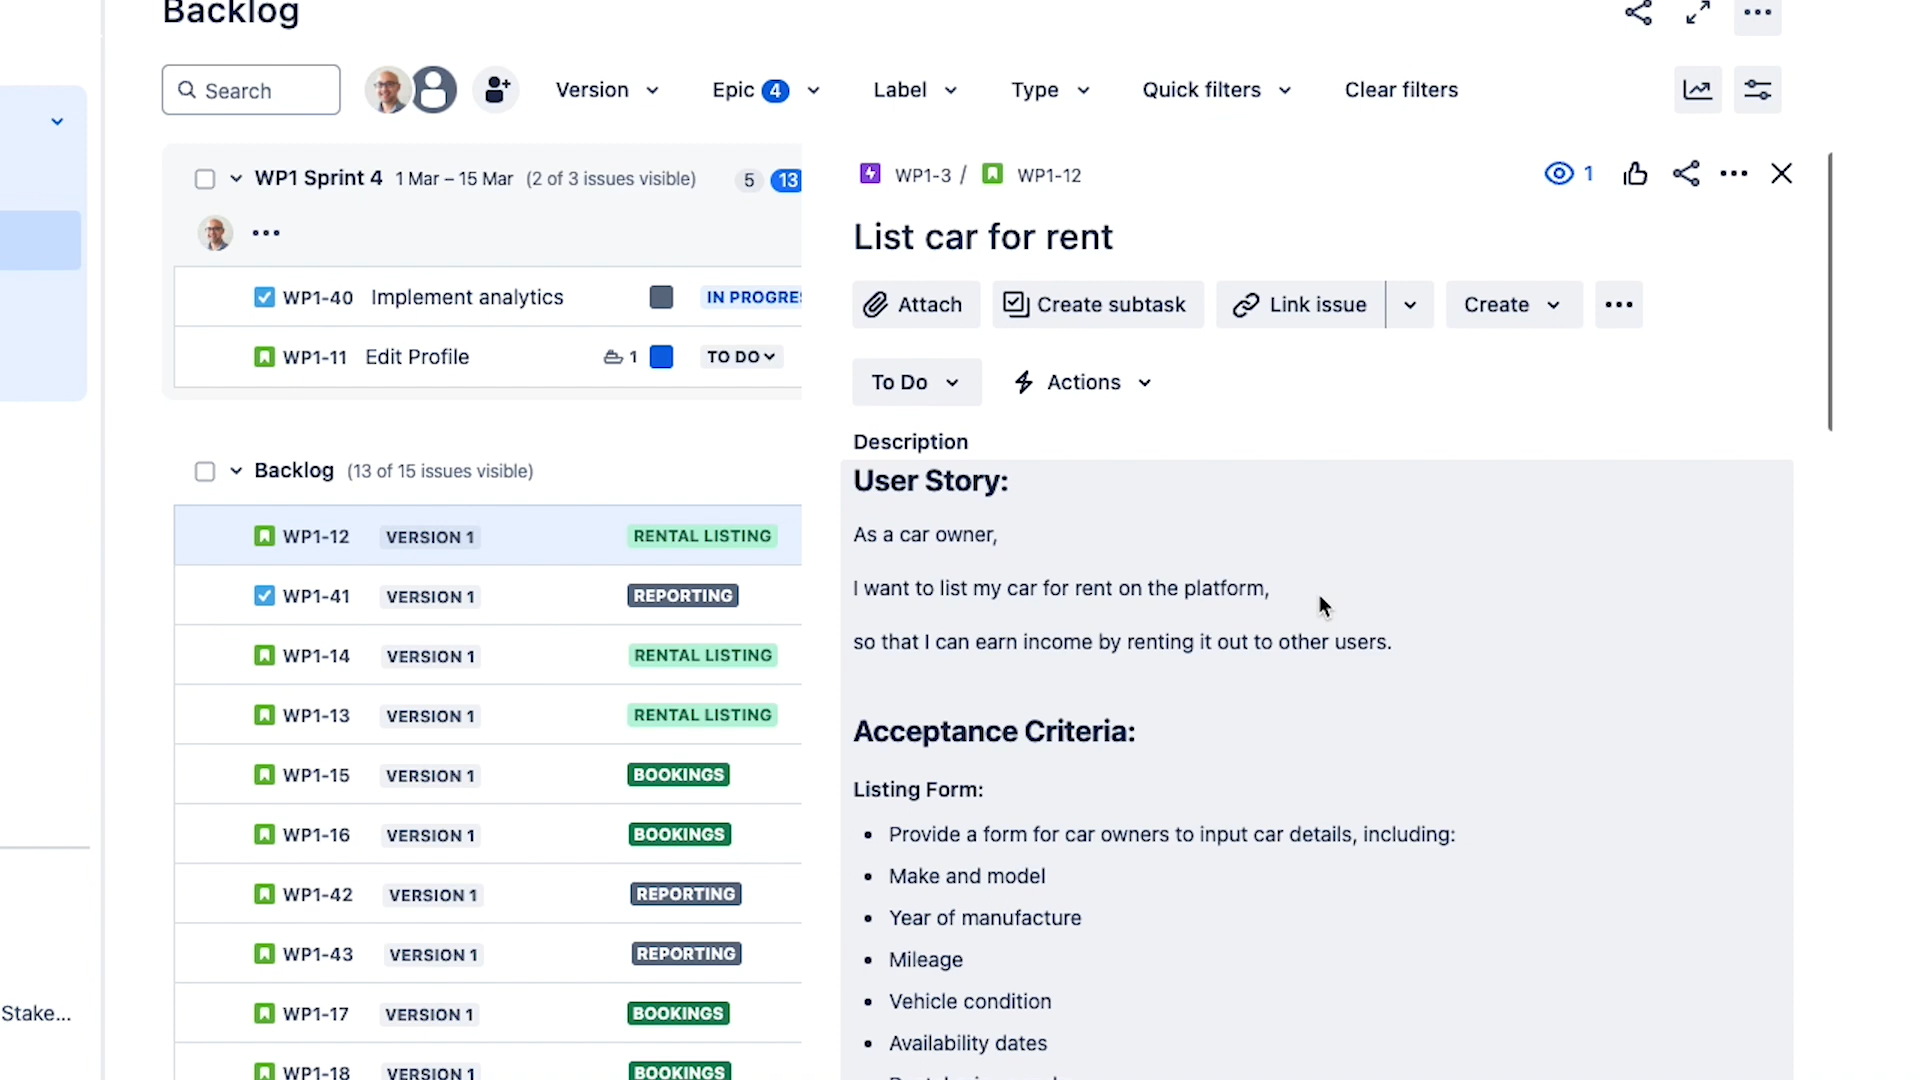 Backlog
Search
Version
Epic 4
Label
Type
Quick filters
Clear filters
WP1 Sprint 4 1 Mar – 15 Mar (2 of 3 issues visible) 5 13
WP1-40 Implement analytics IN PROGRES
WP1-11 Edit Profile 1 TO DO
Backlog (13 of 15 issues visible)
WP1-12 VERSION 1 RENTAL LISTING
WP1-41 VERSION 1 REPORTING
WP1-14 VERSION 1 RENTAL LISTING
WP1-13 VERSION 1 RENTAL LISTING
WP1-15 VERSION 1 BOOKINGS
WP1-16 VERSION 1 BOOKINGS
WP1-42 VERSION 1 REPORTING
WP1-43 VERSION 1 REPORTING
WP1-17 VERSION 1 BOOKINGS
WP1-18 VERSION 1 BOOKINGS
Stake...
WP1-3 / WP1-12
1
List car for rent
Attach
Create subtask
Link issue
Create
To Do
Actions
Description
User Story:
As a car owner,
I want to list my car for rent on the platform,
so that I can earn income by renting it out to other users.
Acceptance Criteria:
Listing Form:
• Provide a form for car owners to input car details, including:
• Make and model
• Year of manufacture
• Mileage
• Vehicle condition
• Availability dates